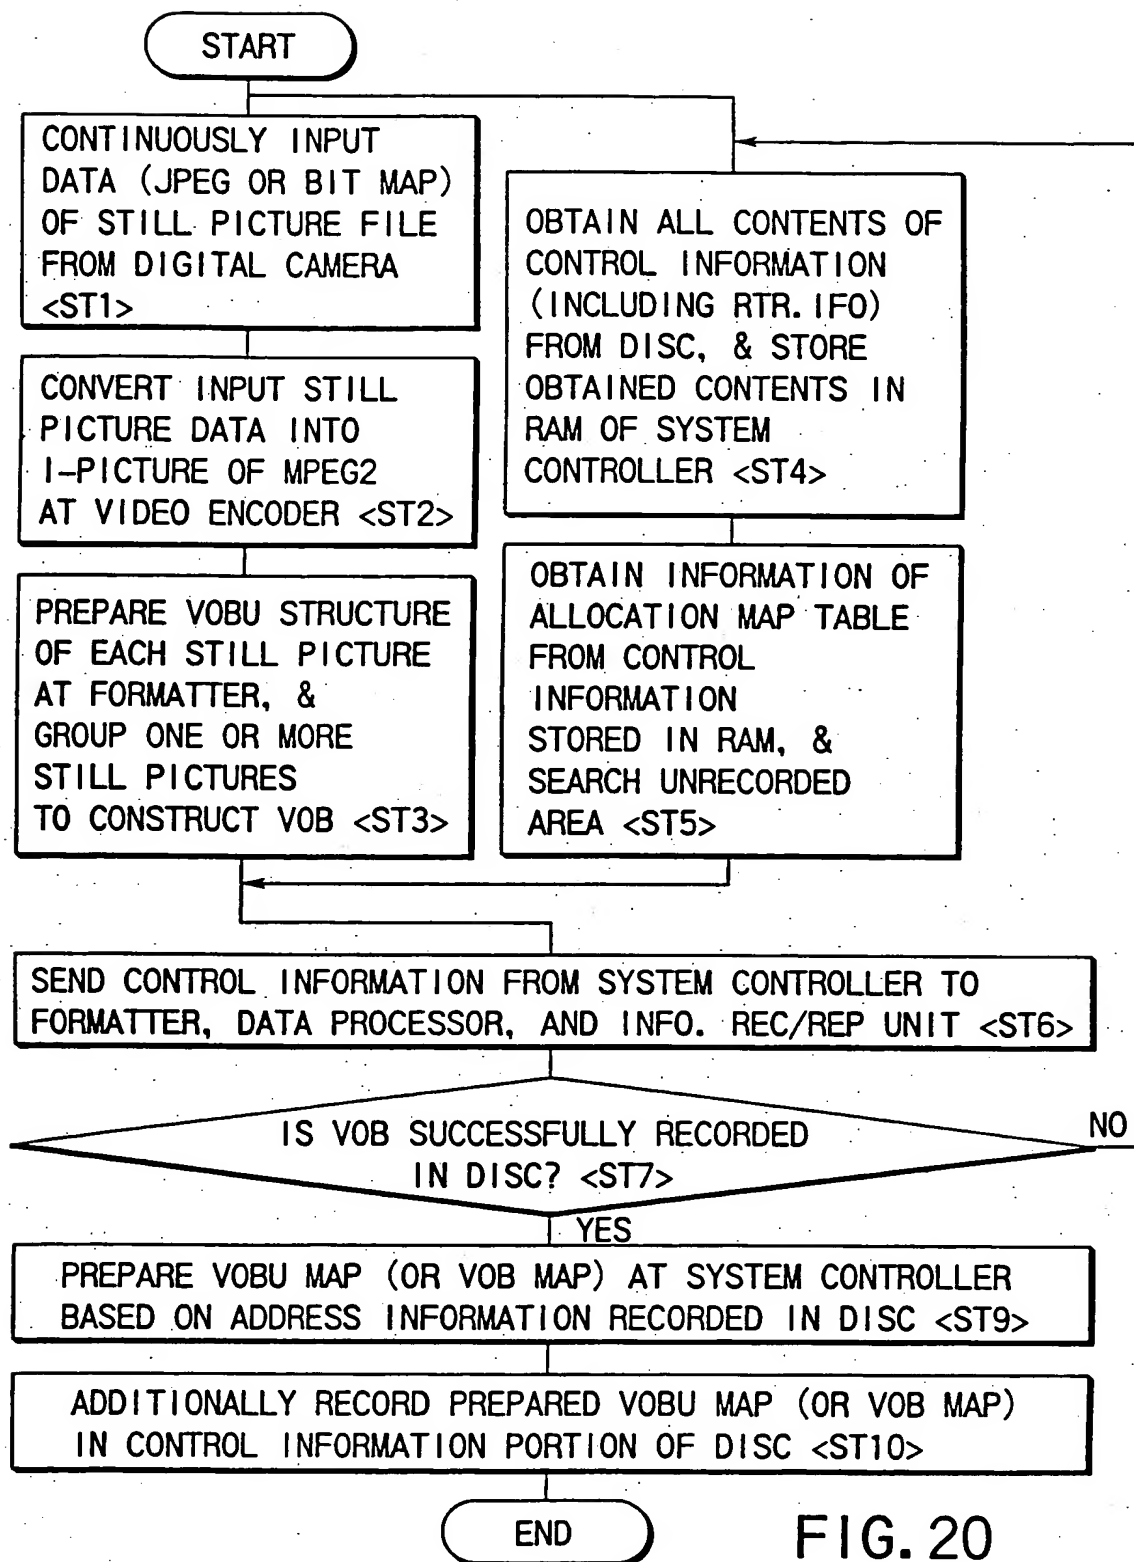 START
CONTINUOUSLY INPUT
DATA (JPEG OR BIT MAP)
OF STILL PICTURE FILE
FROM DIGITAL CAMERA
<ST1>
CONVERT INPUT STILL
PICTURE DATA INTO
I-PICTURE OF MPEG2
AT VIDEO ENCODER <ST2>
PREPARE VOBU STRUCTURE
OF EACH STILL PICTURE
AT FORMATTER, &
GROUP ONE OR MORE
STILL PICTURES
TO CONSTRUCT VOB <ST3>
OBTAIN ALL CONTENTS OF
CONTROL INFORMATION
(INCLUDING RTR. IFO)
FROM DISC, & STORE
OBTAINED CONTENTS IN
RAM OF SYSTEM
CONTROLLER <ST4>
OBTAIN INFORMATION OF
ALLOCATION MAP TABLE
FROM CONTROL
INFORMATION
STORED IN RAM, &
SEARCH UNRECORDED
AREA <ST5>
SEND CONTROL INFORMATION FROM SYSTEM CONTROLLER TO
FORMATTER, DATA PROCESSOR, AND INFO. REC/REP UNIT <ST6>
IS VOB SUCCESSFULLY RECORDED
IN DISC? <ST7>
NO
YES
PREPARE VOBU MAP (OR VOB MAP) AT SYSTEM CONTROLLER
BASED ON ADDRESS INFORMATION RECORDED IN DISC <ST9>
ADDITIONALLY RECORD PREPARED VOBU MAP (OR VOB MAP)
IN CONTROL INFORMATION PORTION OF DISC <ST10>
END
FIG. 20